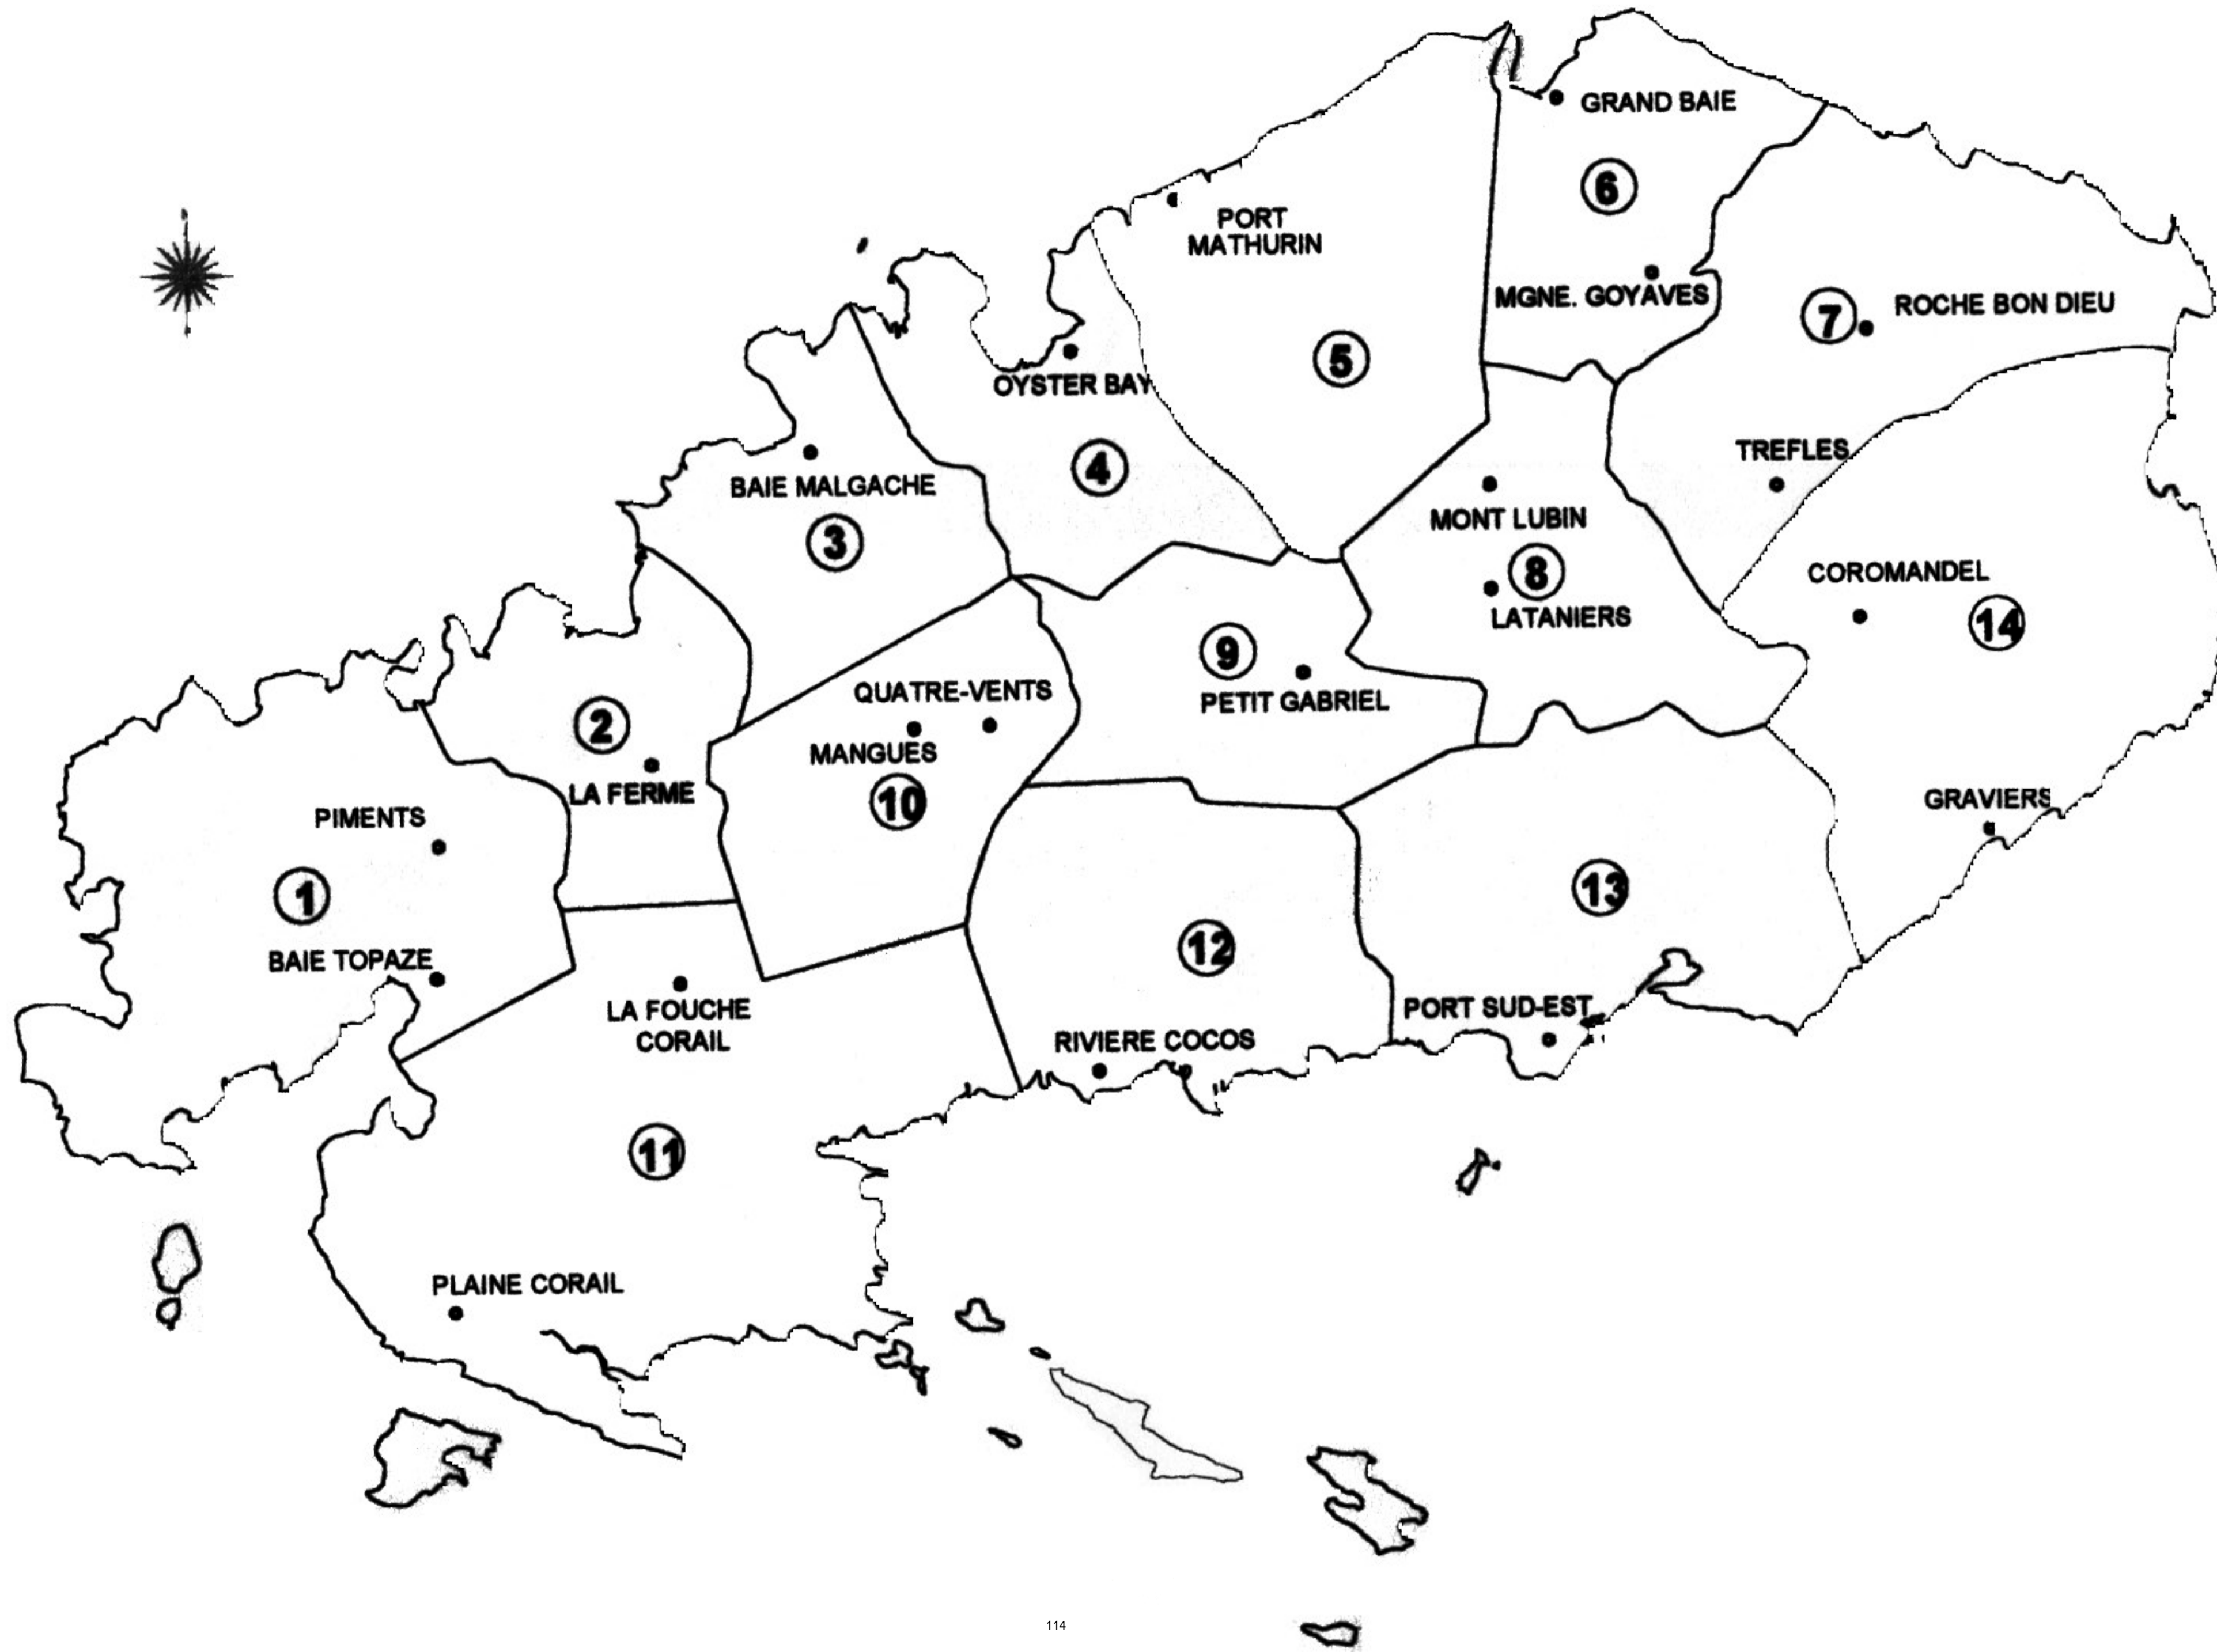 GRAND BAIE
6
PORT
MATHURIN
MGNE. GOYAVES
7
ROCHE BON DIEU
5
OYSTER BAY
4
TREFLES
BAIE MALGACHE
3
MONT LUBIN
8
COROMANDEL
LATANIERS
14
9
QUATRE-VENTS
PETIT GABRIEL
2
MANGUES
LA FERME
10
PIMENTS
GRAVIERS
1
13
12
BAIE TOPAZE
LA FOUCHE
CORAIL
PORT SUD-EST
RIVIERE COCOS
11
PLAINE CORAIL
114